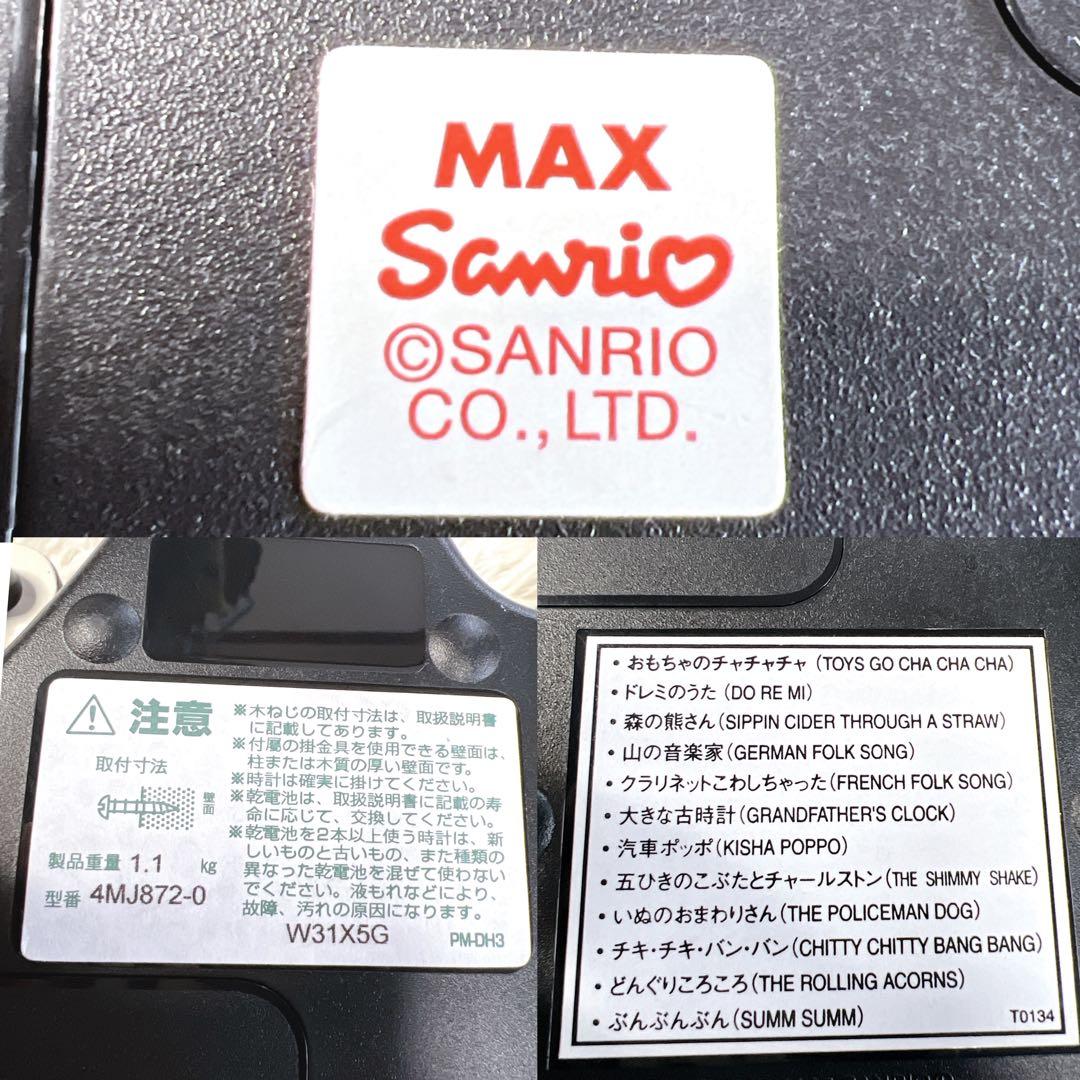 MAX
Sanrio
©SANRIO
CO., LTD.
注意
取付寸法
壁面
製品重量 1.1 kg
型番 4MJ872-0
※木ねじの取付寸法は、取扱説明書
に記載してあります。
※付属の掛金具を使用できる壁面は、
柱または木質の厚い壁面です。
※時計は確実に掛けてください。
※乾電池は、取扱説明書に記載の寿
命に応じて、交換してください。
※乾電池を2本以上使う時計は、新
しいものと古いもの、また種類の
異なった乾電池を混ぜて使わない
でください。液もれなどにより、
故障、汚れの原因になります。
W31X5G
PM-DH3
・おもちゃのチャチャチャ (TOYS GO CHA CHA CHA)
・ドレミのうた (DO RE MI)
・森の熊さん (SIPPIN CIDER THROUGH A STRAW)
・山の音楽家 (GERMAN FOLK SONG)
・クラリネットこわしちゃった (FRENCH FOLK SONG)
・大きな古時計 (GRANDFATHER'S CLOCK)
・汽車ポッポ (KISHA POPPO)
・五ひきのこぶたとチャールストン (THE SHIMMY SHAKE)
・いぬのおまわりさん (THE POLICEMAN DOG)
・チキ・チキ・バン・バン (CHITTY CHITTY BANG BANG)
・どんぐりころころ (THE ROLLING ACORNS)
・ぶんぶんぶん (SUMM SUMM)
T0134